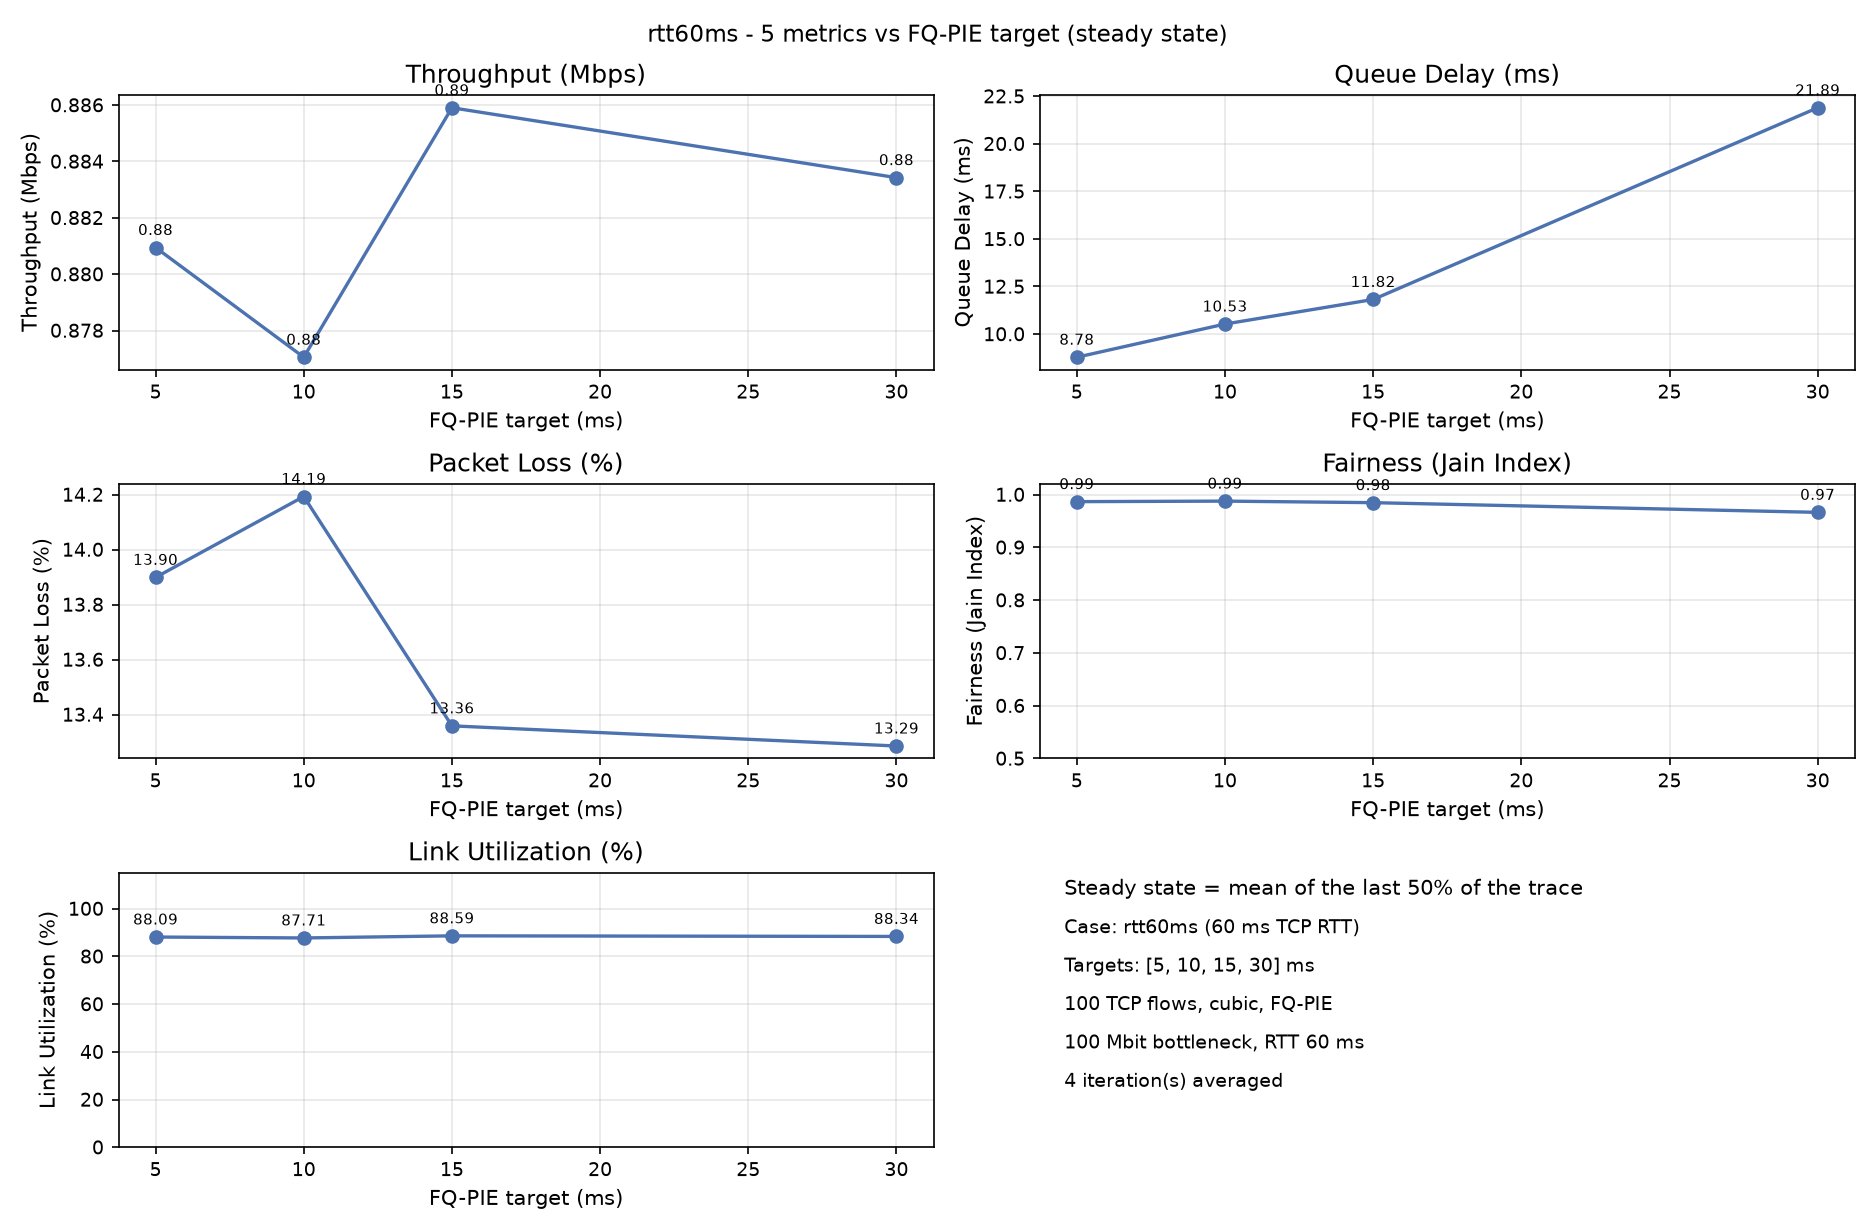 rtt60ms - 5 metrics vs FQ-PIE target (steady state)
Throughput (Mbps)
Throughput (Mbps)
0.886
0.884
0.882
0.880
0.878
0.88
0.88
0.89
0.88
5 10 15 20 25 30
FQ-PIE target (ms)
Queue Delay (ms)
Queue Delay (ms)
22.5
20.0
17.5
15.0
12.5
10.0
8.78
10.53
11.82
21.89
5 10 15 20 25 30
FQ-PIE target (ms)
Packet Loss (%)
Packet Loss (%)
14.2
14.0
13.8
13.6
13.4
13.90
14.19
13.36
13.29
5 10 15 20 25 30
FQ-PIE target (ms)
Fairness (Jain Index)
Fairness (Jain Index)
1.0
0.9
0.8
0.7
0.6
0.5
0.99
0.99
0.98
0.97
5 10 15 20 25 30
FQ-PIE target (ms)
Link Utilization (%)
Link Utilization (%)
100
80
60
40
20
0
88.09
87.71
88.59
88.34
5 10 15 20 25 30
FQ-PIE target (ms)
Steady state = mean of the last 50% of the trace
Case: rtt60ms (60 ms TCP RTT)
Targets: [5, 10, 15, 30] ms
100 TCP flows, cubic, FQ-PIE
100 Mbit bottleneck, RTT 60 ms
4 iteration(s) averaged